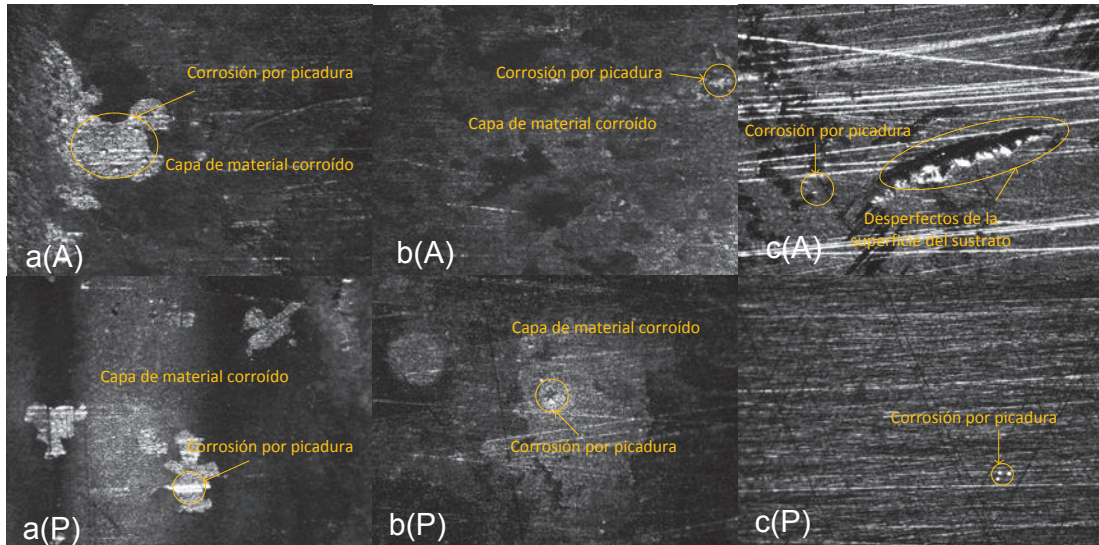 Corrosión por picadura
Capa de material corroído
a(A)
Corrosión por picadura
Capa de material corroído
b(A)
Corrosión por picadura
Desperfectos de la
superficie del sustrato
c(A)
Capa de material corroído
Corrosión por picadura
a(P)
Capa de material corroído
Corrosión por picadura
b(P)
Corrosión por picadura
c(P)